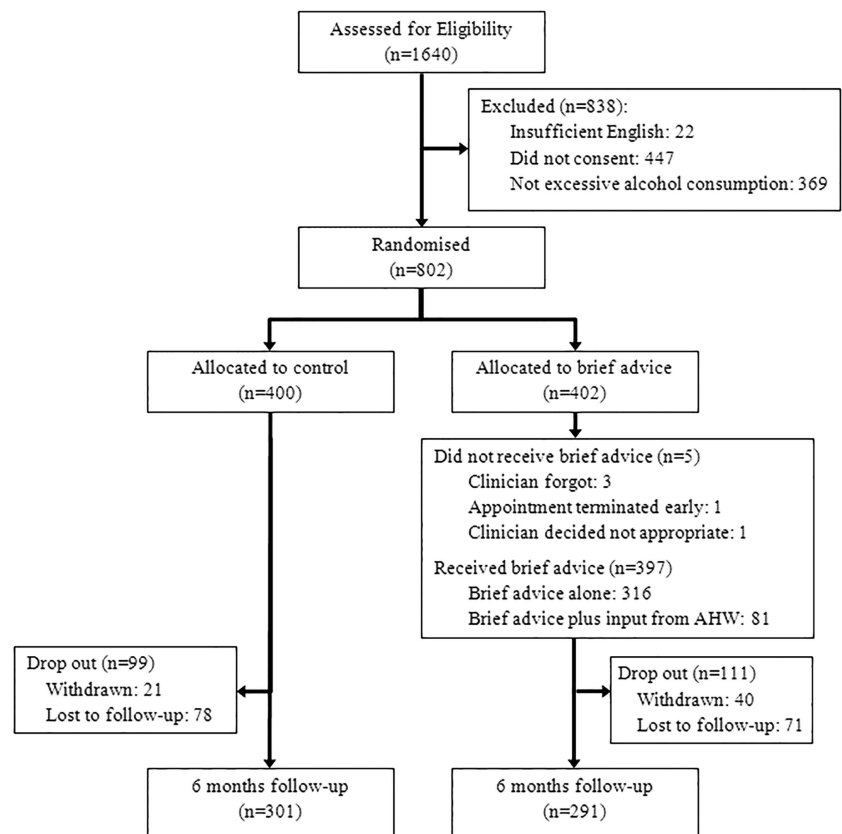 Assessed for Eligibility
(n=1640)
Excluded (n=838):
Insufficient English: 22
Did not consent: 447
Not excessive alcohol consumption: 369
Randomised
(n=802)
Allocated to control
(n=400)
Allocated to brief advice
(n=402)
Did not receive brief advice (n=5)
Clinician forgot: 3
Appointment terminated early: 1
Clinician decided not appropriate: 1
Received brief advice (n=397)
Brief advice alone: 316
Brief advice plus input from AHW: 81
Drop out (n=99)
Withdrawn: 21
Lost to follow-up: 78
Drop out (n=111)
Withdrawn: 40
Lost to follow-up: 71
6 months follow-up
(n=301)
6 months follow-up
(n=291)